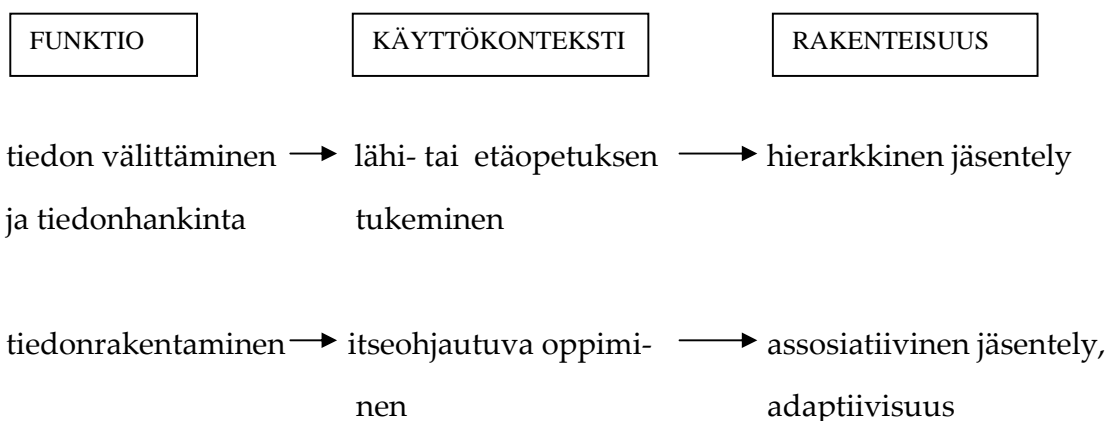 FUNKTIO KÄYTTÖKONTEKSTI RAKENTEISUUS
tiedon välittäminen lähi- tai etäopetuksen hierarkkinen jäsentely
ja tiedonhankinta tukeminen
tiedonrakentaminen itseohjautuva oppimi- assosiatiivinen jäsentely,
nen adaptiivisuus